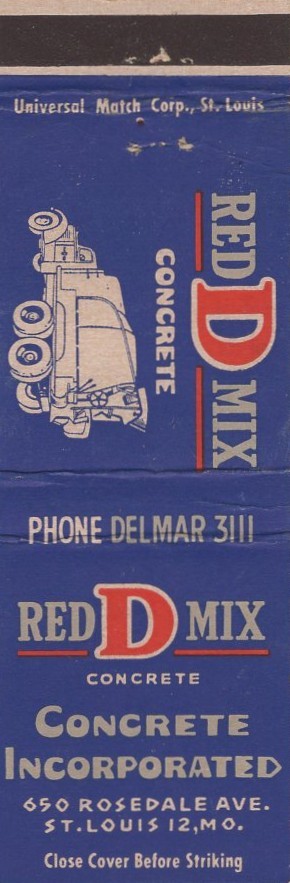 Universal Match Corp., St. Louis
RED D MIX
CONCRETE
PHONE DELMAR 3111
RED D MIX
CONCRETE
CONCRETE
INCORPORATED
650 ROSEDALE AVE.
ST. LOUIS 12, MO.
Close Cover Before Striking